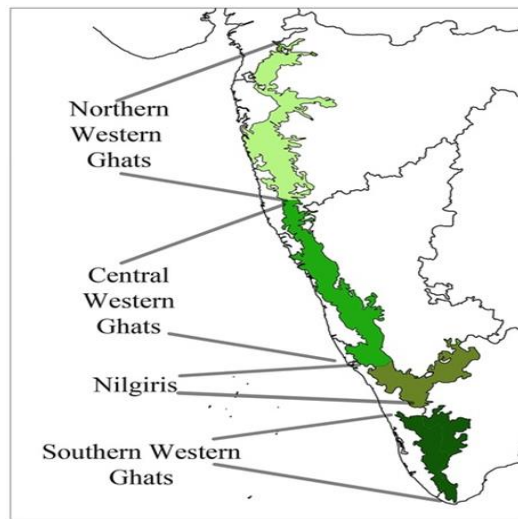 Northern
Western
Ghats
Central
Western
Ghats
Nilgiris
Southern Western
Ghats